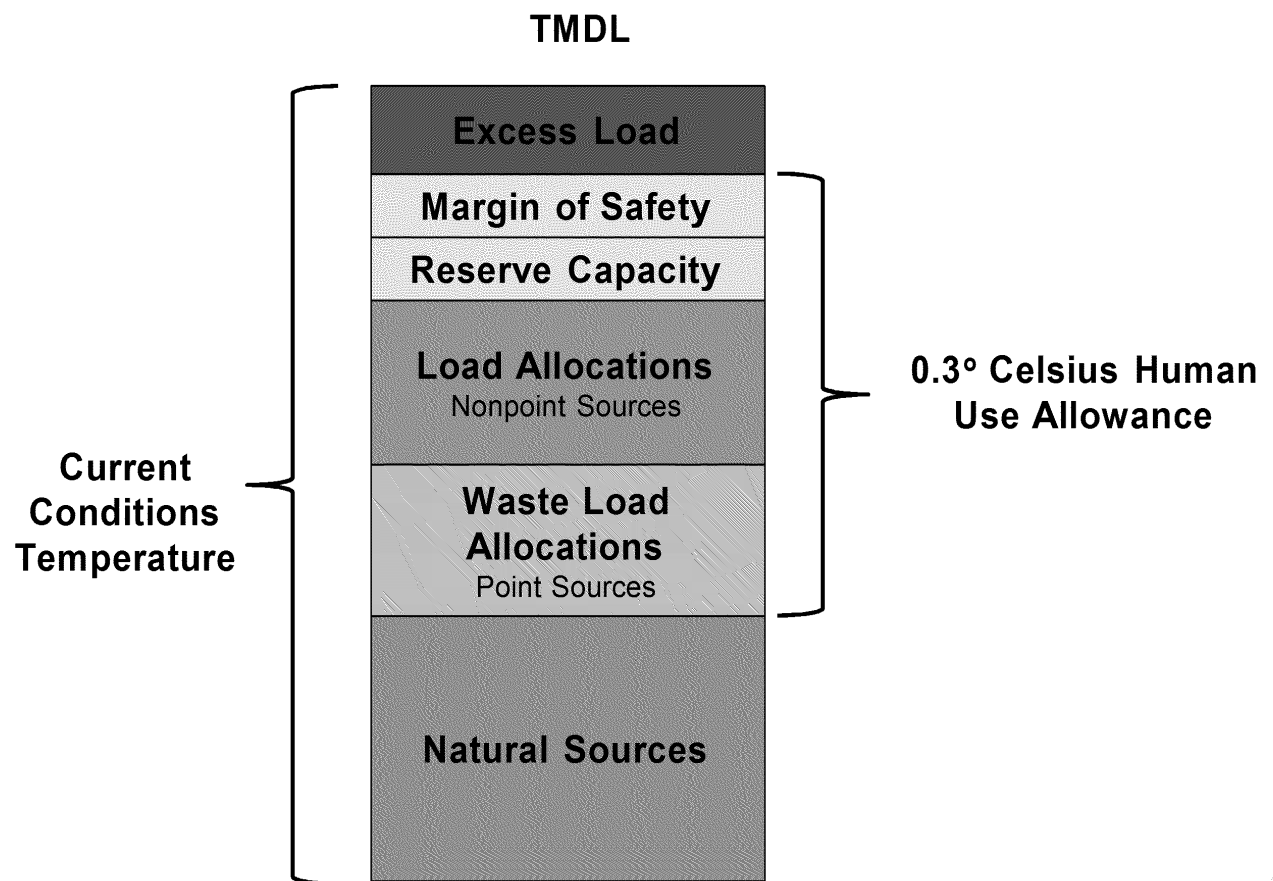 TMDL
Excess Load
Margin of Safety
Reserve Capacity
Load Allocations
Nonpoint Sources
Waste Load
Allocations
Point Sources
Natural Sources
Current
Conditions
Temperature
0.3° Celsius Human
Use Allowance